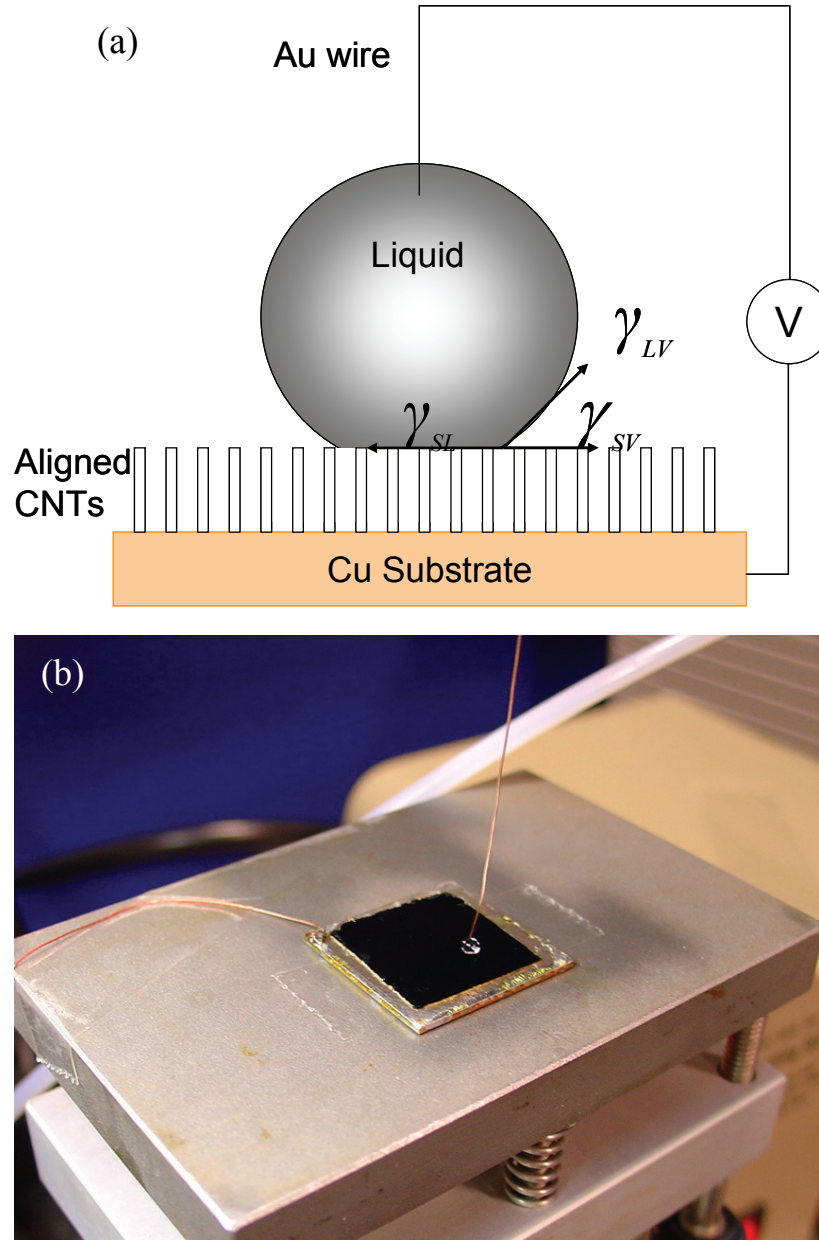 (a)
Au wire
Liquid
γLV
V
γSL
γSV
Aligned
CNTs
Cu Substrate
(b)